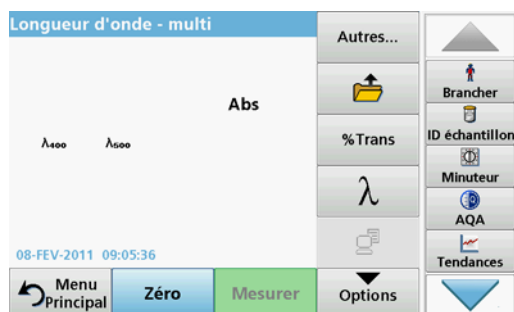 Longueur d'onde - multi
Abs
λ₄₀₀ λ₅₀₀
08-FEV-2011 09:05:36
Menu
Principal
Zéro
Mesurer
Options
Autres...
%Trans
λ
Brancher
ID échantillon
Minuteur
AQA
Tendances